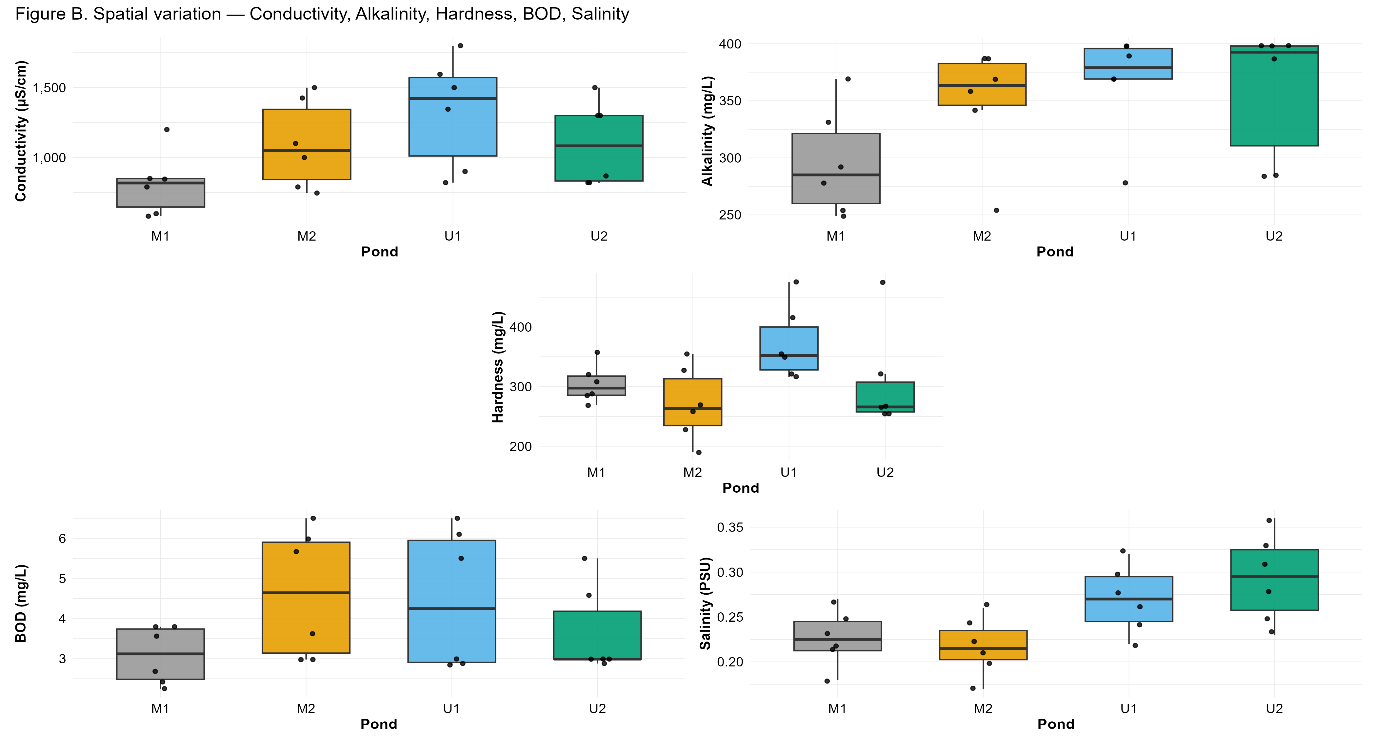 Figure B. Spatial variation — Conductivity, Alkalinity, Hardness, BOD, Salinity
Conductivity (µS/cm)
1,500
1,000
M1 M2 U1 U2
Pond
Alkalinity (mg/L)
400
350
300
250
M1 M2 U1 U2
Pond
Hardness (mg/L)
400
300
200
M1 M2 U1 U2
Pond
BOD (mg/L)
6
5
4
3
M1 M2 U1 U2
Pond
Salinity (PSU)
0.35
0.30
0.25
0.20
M1 M2 U1 U2
Pond